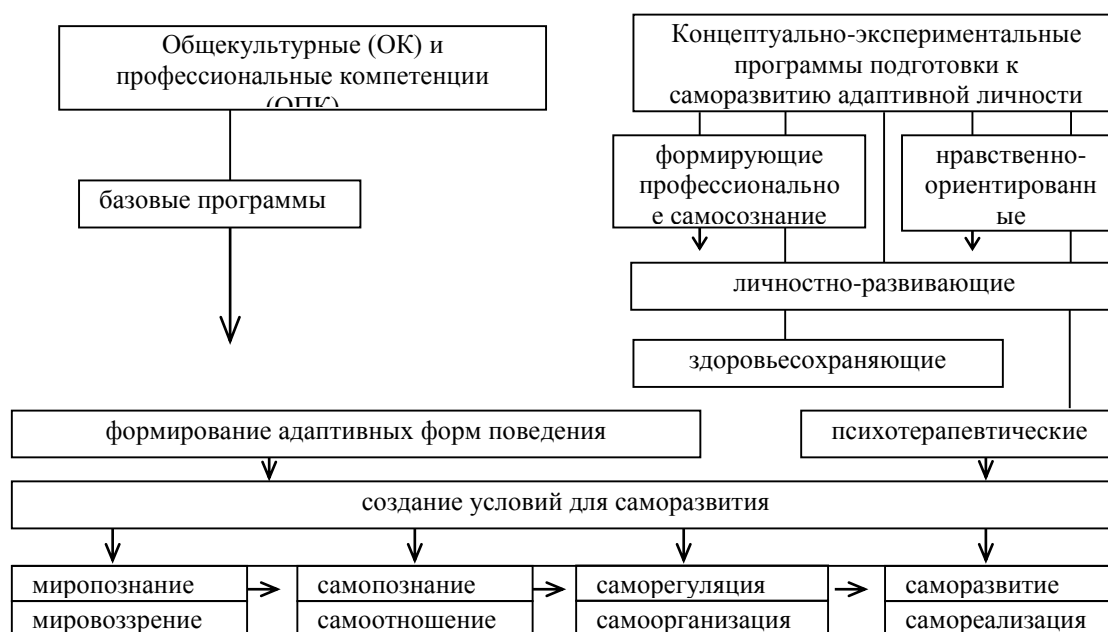 Общекультурные (ОК) и
профессиональные компетенции
(ОПК)
Концептуально-экспериментальные
программы подготовки к
саморазвитию адаптивной личности
базовые программы
формирующие
профессионально
е самосознание
нравственно-
ориентированн
ые
личностно-развивающие
здоровьесохраняющие
формирование адаптивных форм поведения
психотерапевтические
создание условий для саморазвития
миропознание
самопознание
саморегуляция
саморазвитие
мировоззрение
самоотношение
самоорганизация
самореализация